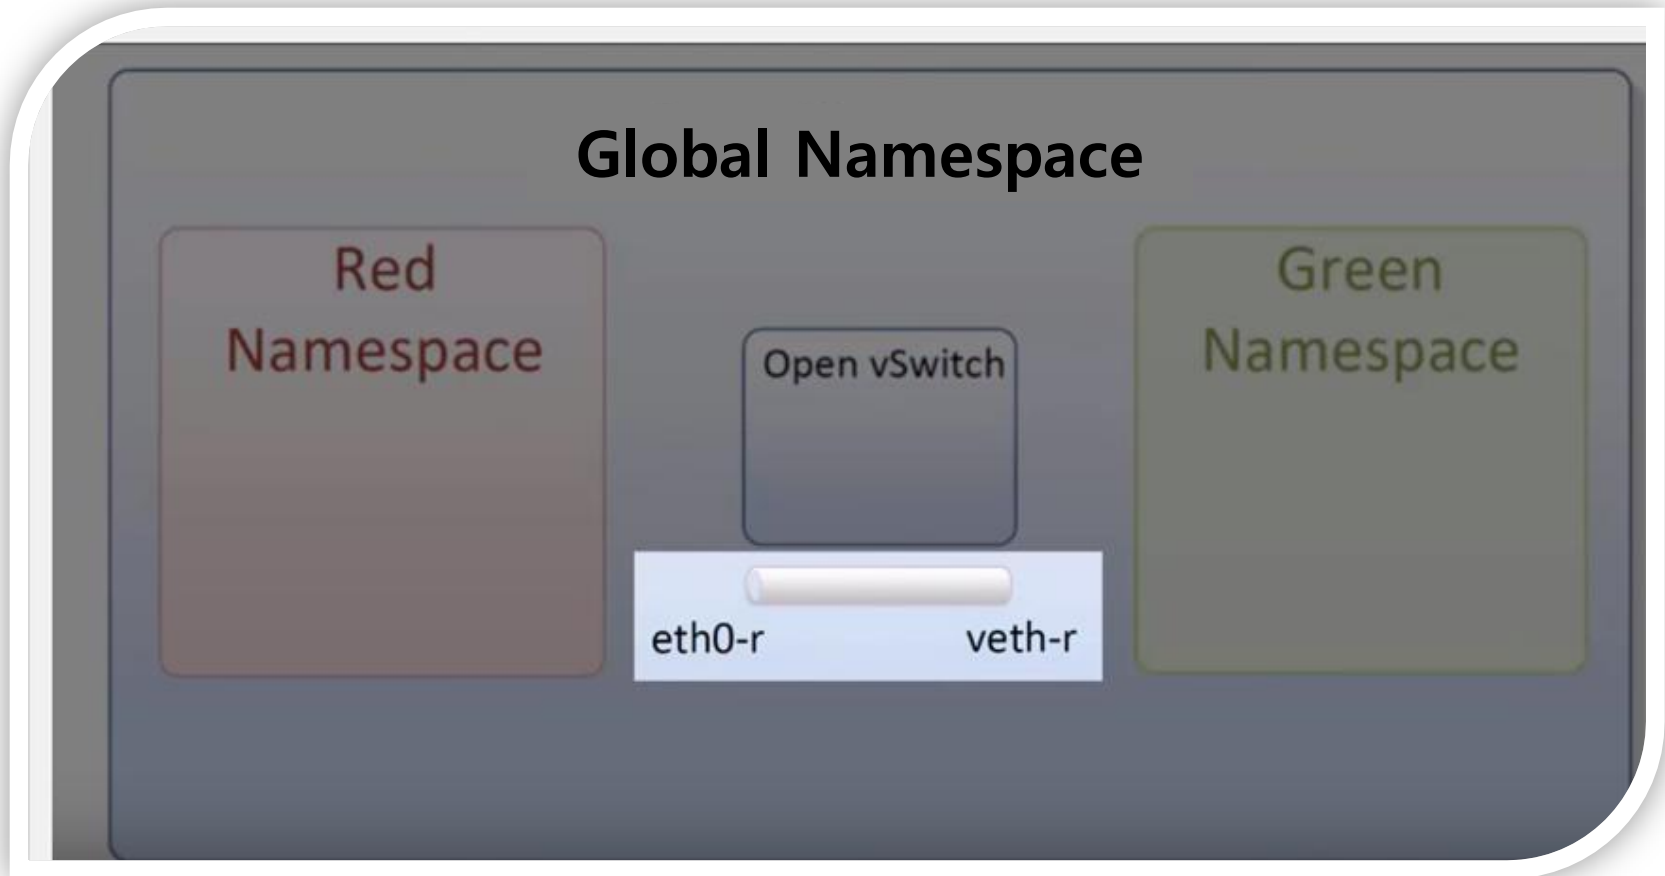 Global Namespace
Red
Namespace
Green
Namespace
Open vSwitch
eth0-r
veth-r